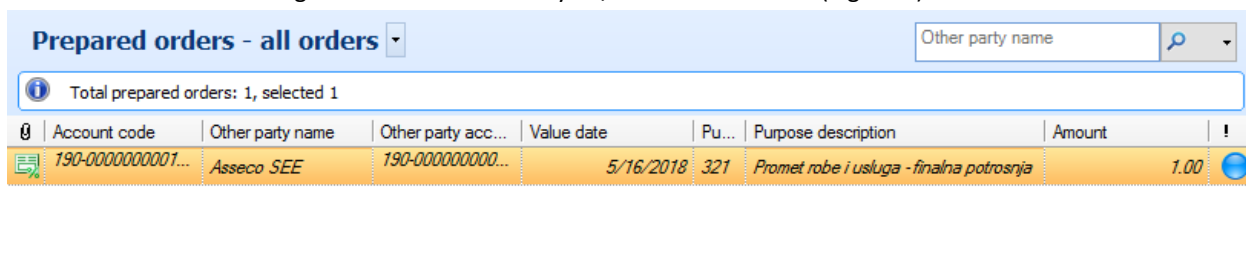 Prepared orders - all orders
Other party name
Total prepared orders: 1, selected 1
Account code Other party name Other party acc... Value date Pu... Purpose description Amount !
190-0000000001... Asseco SEE 190-000000000... 5/16/2018 321 Promet robe i usluga - finalna potrosnja 1.00